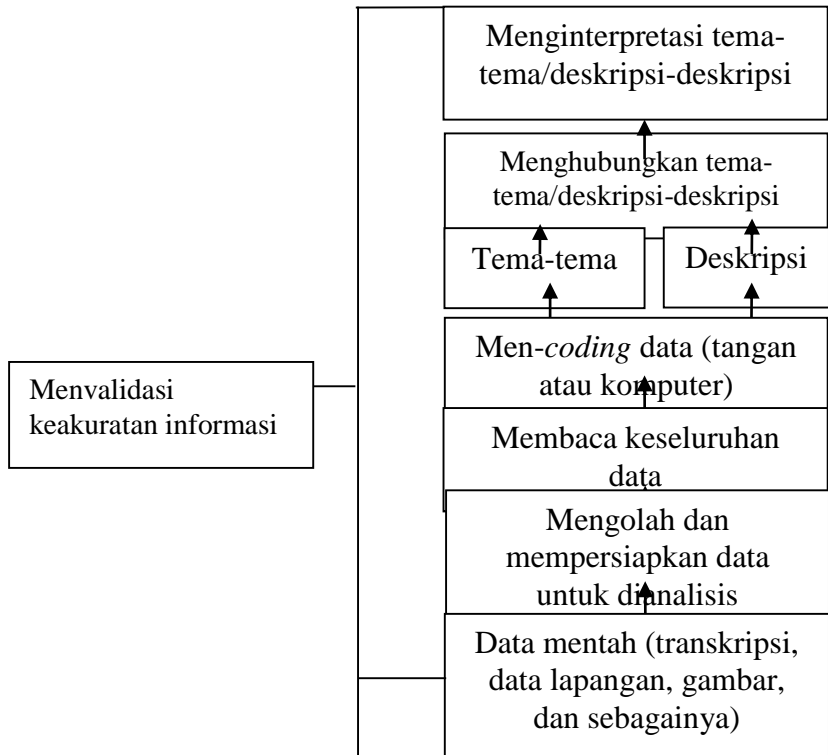 Menginterpretasi tema-
tema/deskripsi-deskripsi
Menghubungkan tema-
tema/deskripsi-deskripsi
Tema-tema
Deskripsi
Men-coding data (tangan
atau komputer)
Menvalidasi
keakuratan informasi
Membaca keseluruhan
data
Mengolah dan
mempersiapkan data
untuk dianalisis
Data mentah (transkripsi,
data lapangan, gambar,
dan sebagainya)